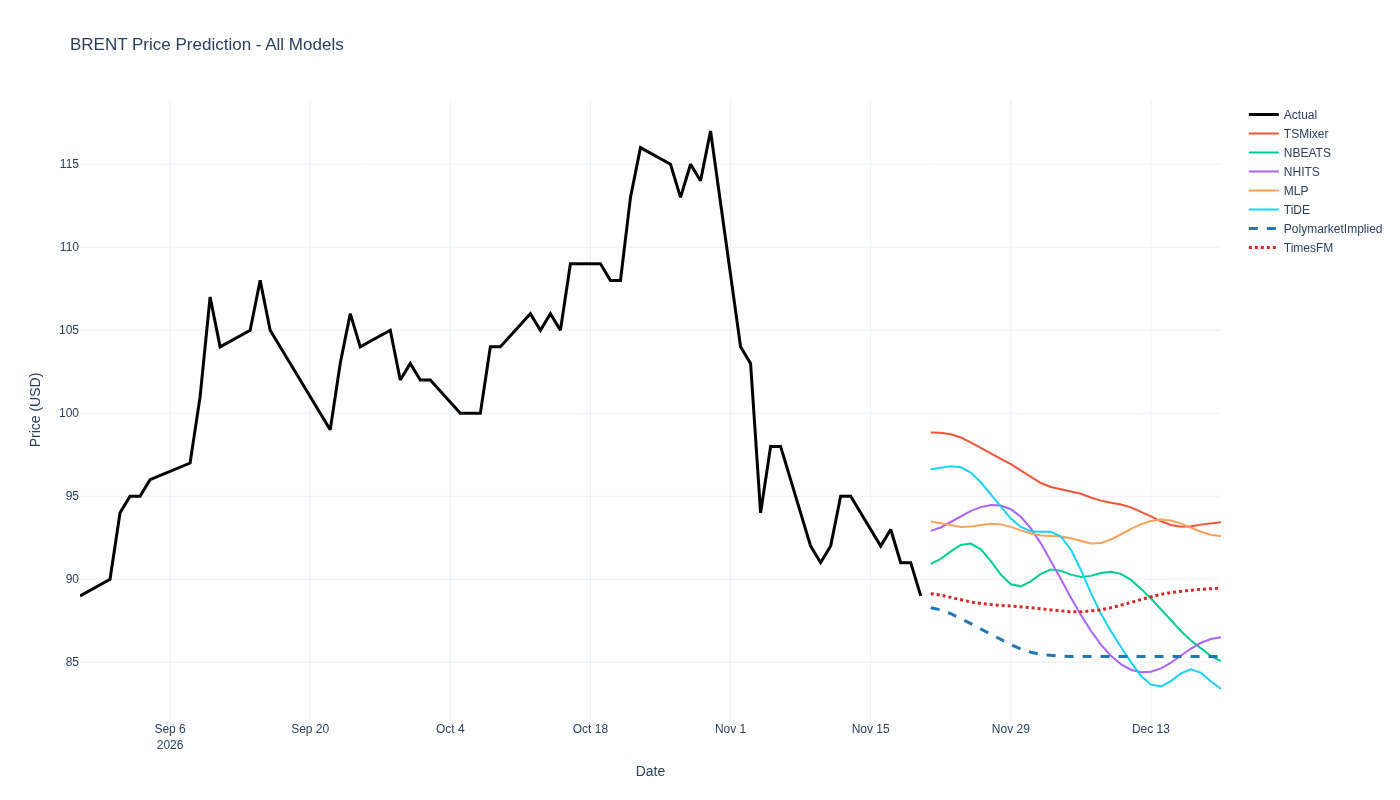 BRENT Price Prediction - All Models
Actual
TSMixer
NBEATS
NHITS
MLP
TiDE
PolymarketImplied
TimesFM
115
110
105
100
95
90
85
Price (USD)
Sep 6
2026
Sep 20
Oct 4
Oct 18
Nov 1
Nov 15
Nov 29
Dec 13
Date